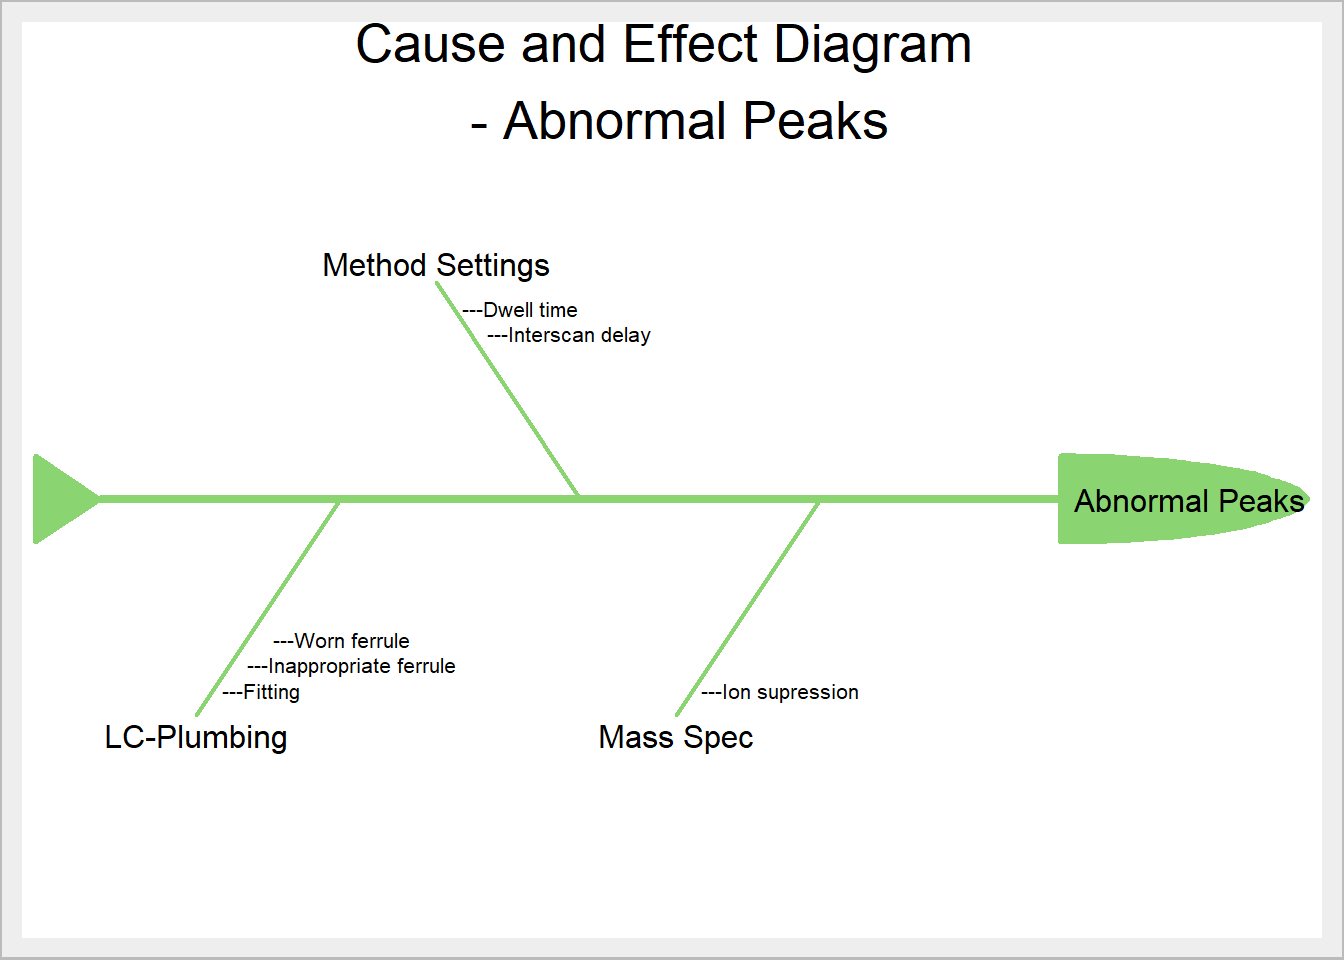 Cause and Effect Diagram
- Abnormal Peaks
Method Settings
---Dwell time
---Interscan delay
Abnormal Peaks
---Worn ferrule
---Inappropriate ferrule
---Fitting
LC-Plumbing
---Ion supression
Mass Spec